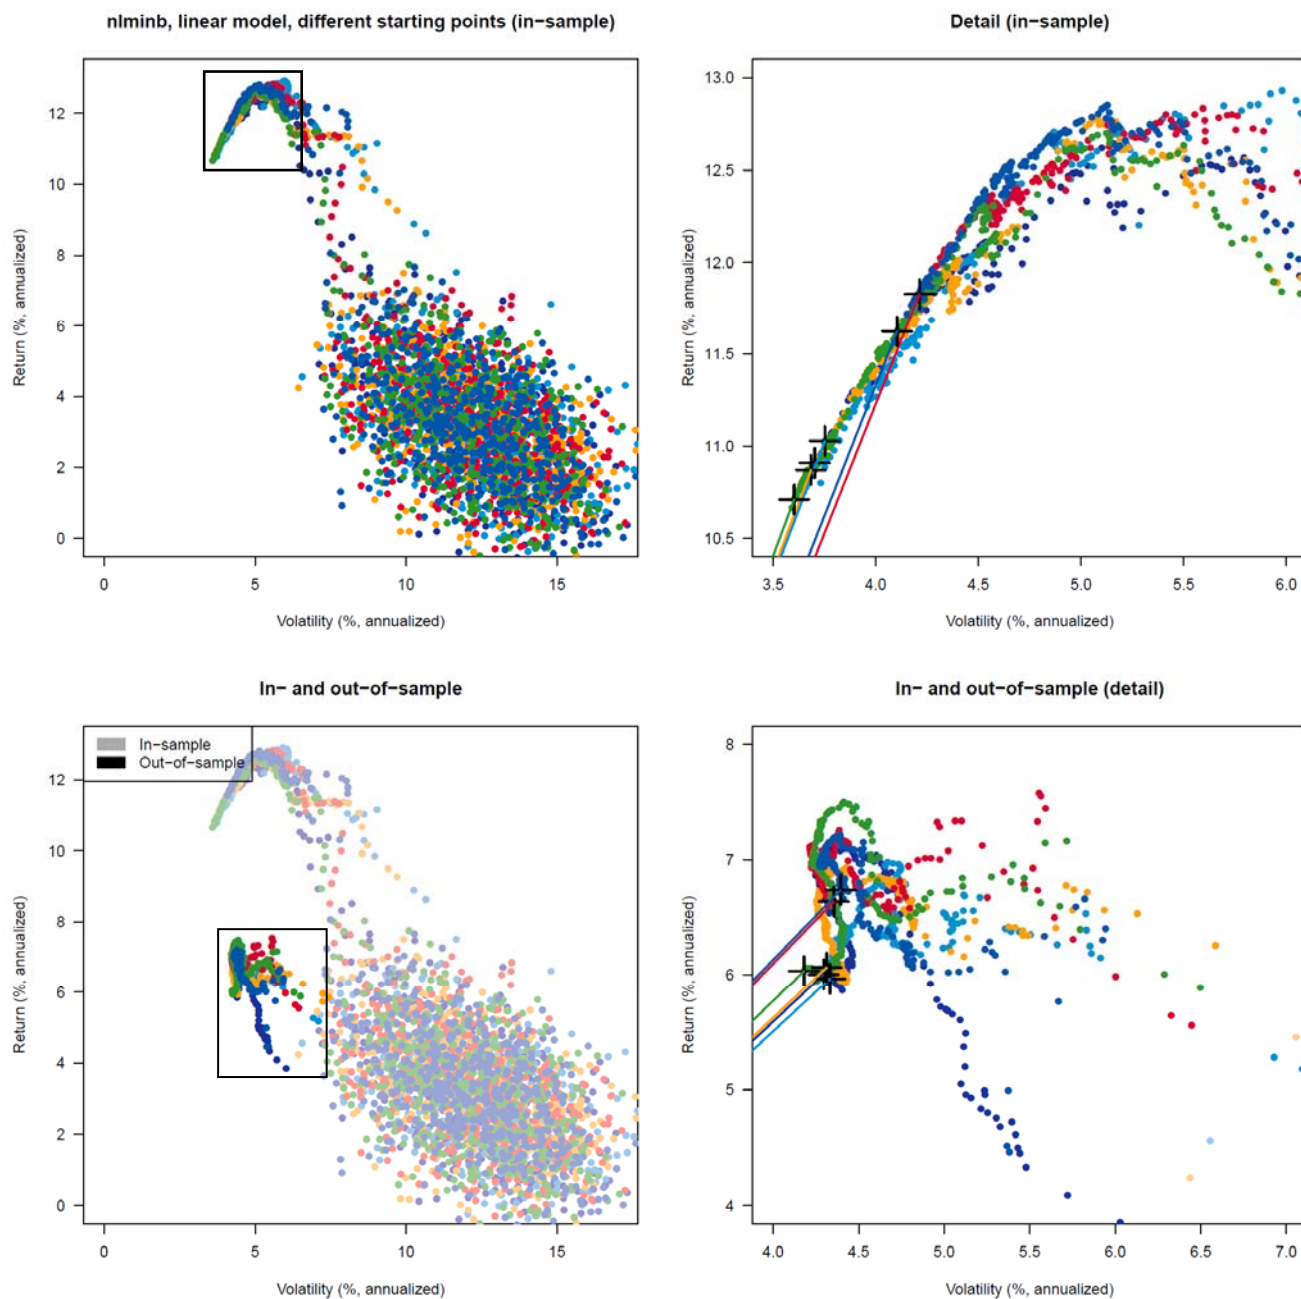 nlminb, linear model, different starting points (in−sample)
Return (%, annualized)
12
10
8
6
4
2
0
0 5 10 15
Volatility (%, annualized)
Detail (in−sample)
Return (%, annualized)
13.0
12.5
12.0
11.5
11.0
10.5
3.5 4.0 4.5 5.0 5.5 6.0
Volatility (%, annualized)
In− and out−of−sample
In−sample
Out−of−sample
Return (%, annualized)
12
10
8
6
4
2
0
0 5 10 15
Volatility (%, annualized)
In− and out−of−sample (detail)
Return (%, annualized)
8
7
6
5
4
4.0 4.5 5.0 5.5 6.0 6.5 7.0
Volatility (%, annualized)